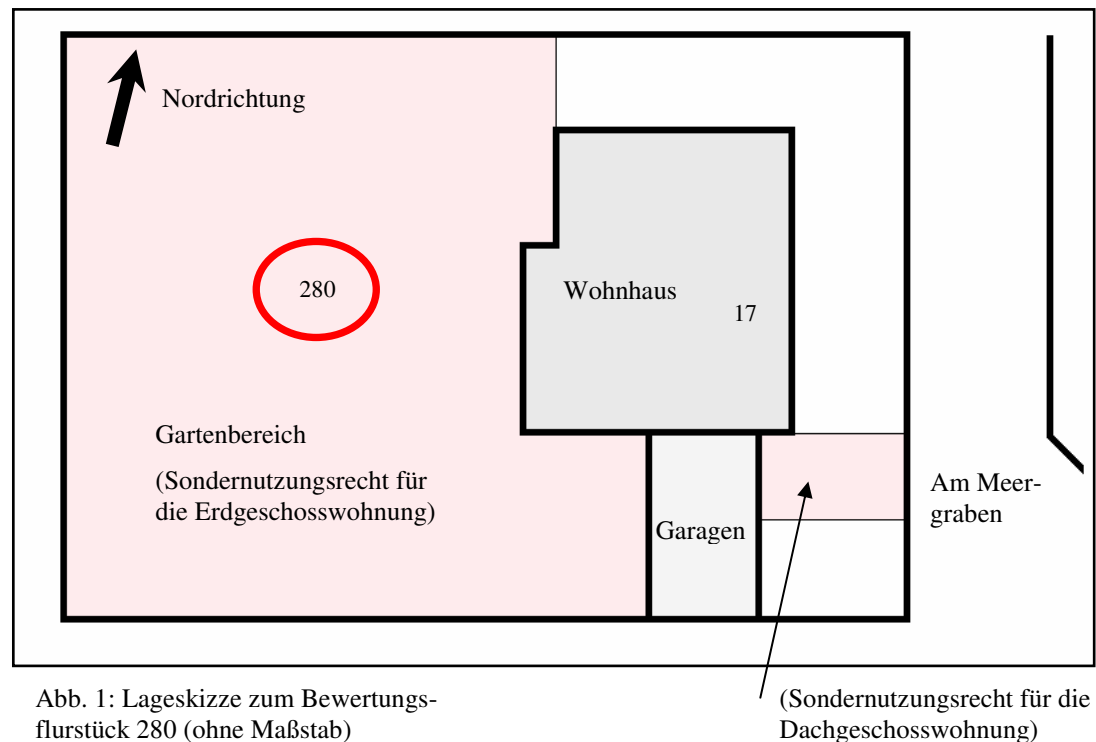 Nordrichtung
280
Wohnhaus
17
Gartenbereich
(Sondernutzungsrecht für
die Erdgeschosswohnung)
Garagen
Am Meer-
graben
Abb. 1: Lageskizze zum Bewertungs-
flurstück 280 (ohne Maßstab)
(Sondernutzungsrecht für die
Dachgeschosswohnung)